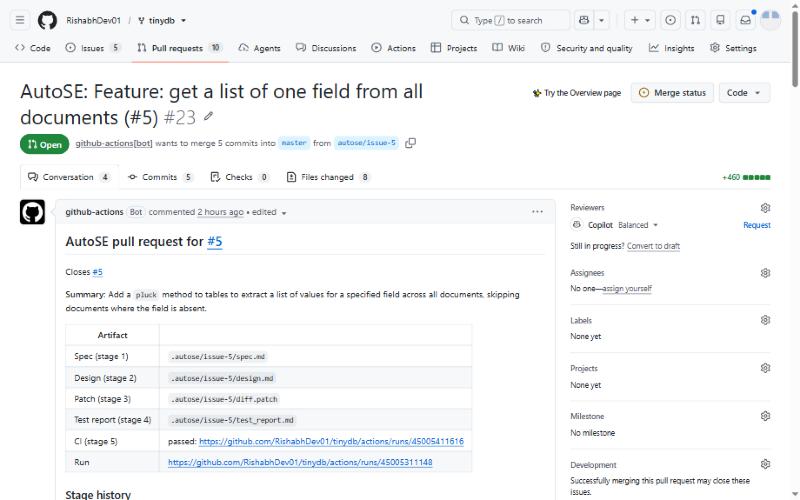 RishabhDev01 / tinydb
Type / to search
Code Issues 5 Pull requests 10 Agents Discussions Actions Projects Wiki Security and quality Insights Settings
AutoSE: Feature: get a list of one field from all
documents (#5) #23
Try the Overview page Merge status Code
Open github-actions[bot] wants to merge 5 commits into master from autose/issue-5
Conversation 4 Commits 5 Checks 0 Files changed 8 +460
github-actions Bot commented 2 hours ago • edited
AutoSE pull request for #5
Closes #5
Summary: Add a pluck method to tables to extract a list of values for a specified field across all documents, skipping
documents where the field is absent.
Artifact
Spec (stage 1) .autose/issue-5/spec.md
Design (stage 2) .autose/issue-5/design.md
Patch (stage 3) .autose/issue-5/diff.patch
Test report (stage 4) .autose/issue-5/test_report.md
CI (stage 5) passed: https://github.com/RishabhDev01/tinydb/actions/runs/45005411616
Run https://github.com/RishabhDev01/tinydb/actions/runs/45005311148
Stage history
Reviewers
Copilot Balanced Request
Still in progress? Convert to draft
Assignees
No one—assign yourself
Labels
None yet
Projects
None yet
Milestone
No milestone
Development
Successfully merging this pull request may close these
issues.